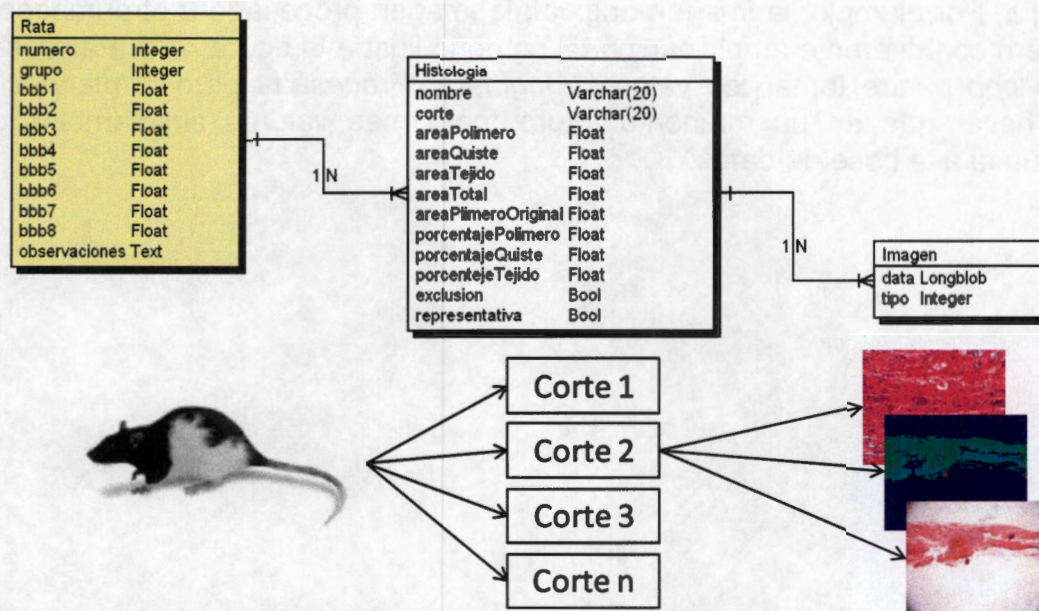 Rata
numero Integer
grupo Integer
bbb1 Float
bbb2 Float
bbb3 Float
bbb4 Float
bbb5 Float
bbb6 Float
bbb7 Float
bbb8 Float
observaciones Text
1 N
Histologia
nombre Varchar(20)
corte Varchar(20)
areaPolimero Float
areaQuiste Float
areaTejido Float
areaTotal Float
areaPlimeroOriginal Float
porcentajePolimero Float
porcentajeQuiste Float
porcentejeTejido Float
exclusion Bool
representativa Bool
1 N
Imagen
data Longblob
tipo Integer
Corte 1
Corte 2
Corte 3
Corte n